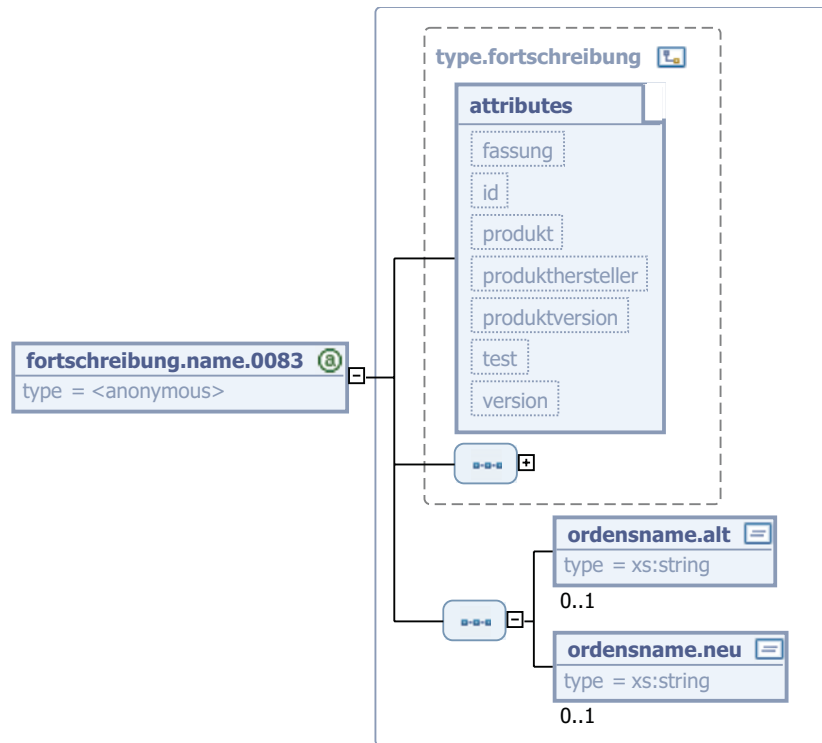 type.fortschreibung
attributes
fassung
id
produkt
produkthersteller
produktversion
test
version
fortschreibung.name.0083
type = <anonymous>
ordensname.alt
type = xs:string
0..1
ordensname.neu
type = xs:string
0..1